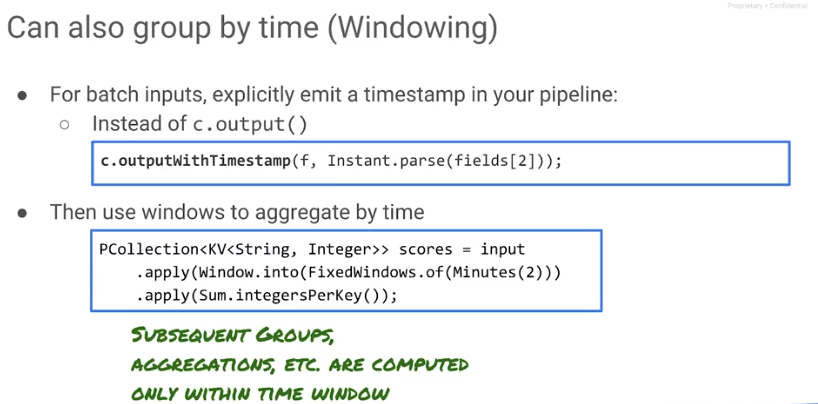 Proprietary + Confidential
Can also group by time (Windowing)
● For batch inputs, explicitly emit a timestamp in your pipeline:
○ Instead of c.output()
c.outputWithTimestamp(f, Instant.parse(fields[2]));
● Then use windows to aggregate by time
PCollection<KV<String, Integer>> scores = input
.apply(Window.into(FixedWindows.of(Minutes(2)))
.apply(Sum.integersPerKey());
SUBSEQUENT GROUPS,
AGGREGATIONS, ETC. ARE COMPUTED
ONLY WITHIN TIME WINDOW